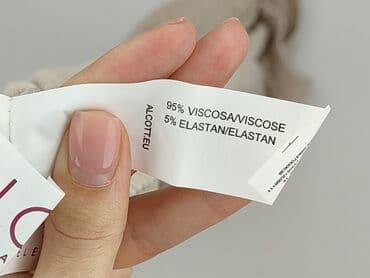 95% VISCOSA/VISCOSE
5% ELASTAN/ELASTAN
ALCOTT.EU